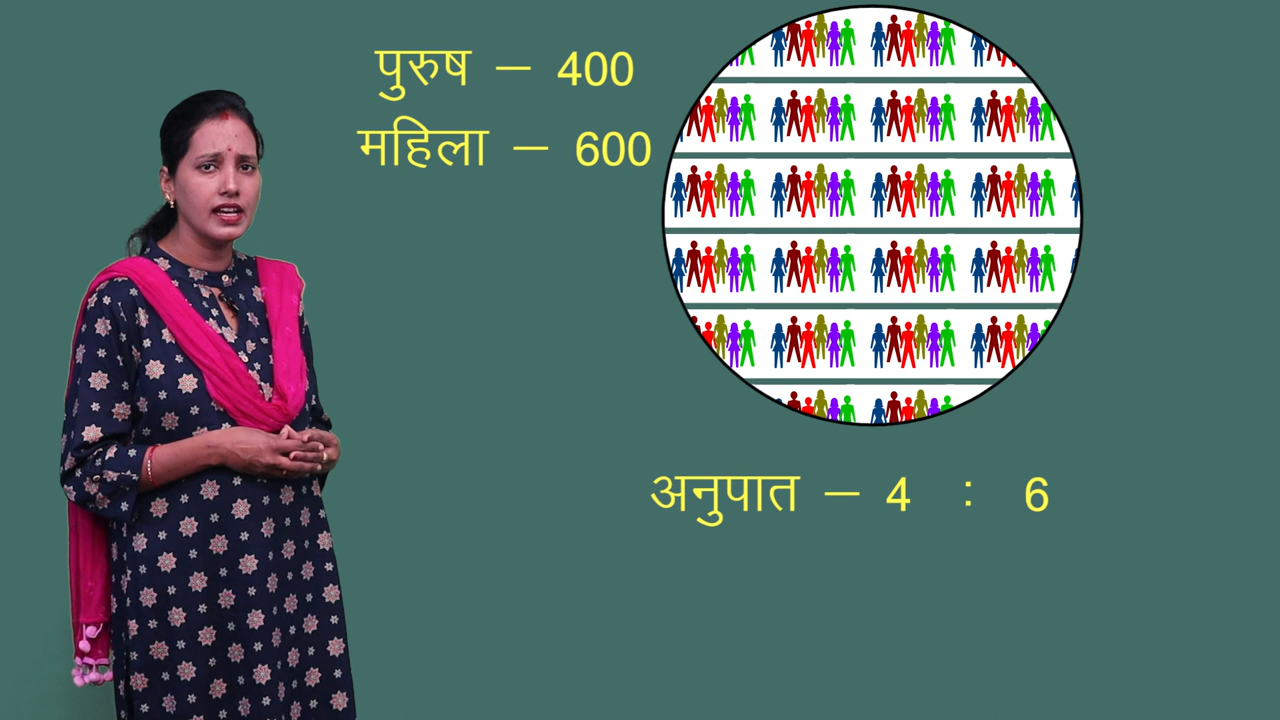 पुरुष – 400
महिला – 600
अनुपात – 4 : 6